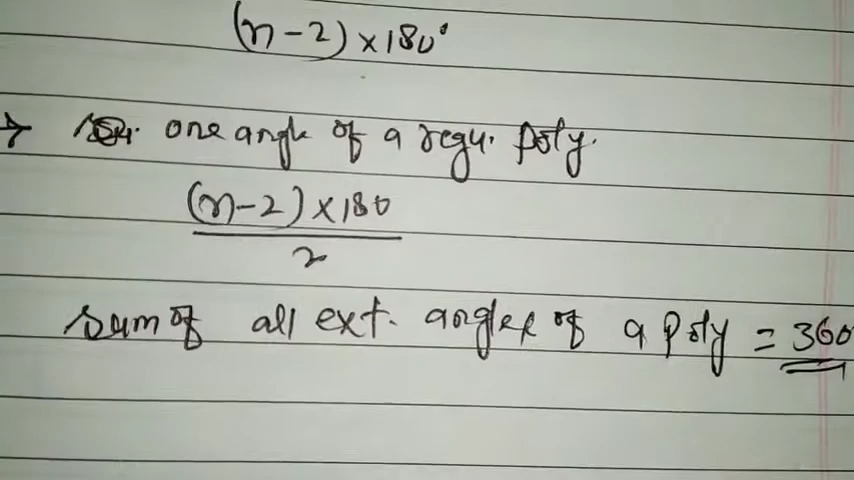 (n-2) ×180°
→ one angle of a regu. poly.
(n-2) ×180
n
sum of all ext. angles of a poly = 360